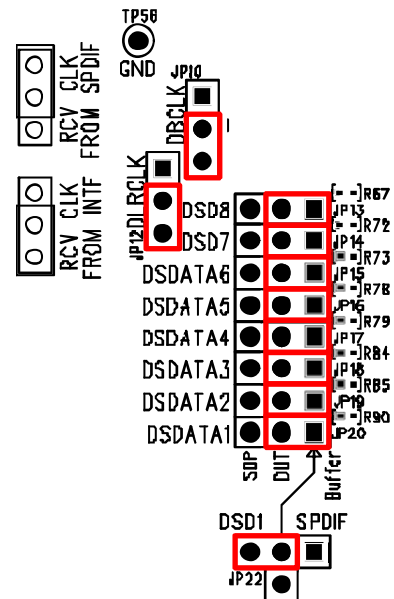 TP58
GND
RCV CLK
FROM SPDIF
JP10
DBCLK
RCV CLK
FROM INTF
DLRCLK
JP12
R67
DSD8
JP13
R72
DSD7
JP14
R73
DSDATA6
JP15
R78
DSDATA5
JP16
R79
DSDATA4
JP17
R84
DSDATA3
JP18
R85
DSDATA2
JP19
R90
DSDATA1
JP20
SDP
DUT
Buffer
DSD1 SPDIF
JP22